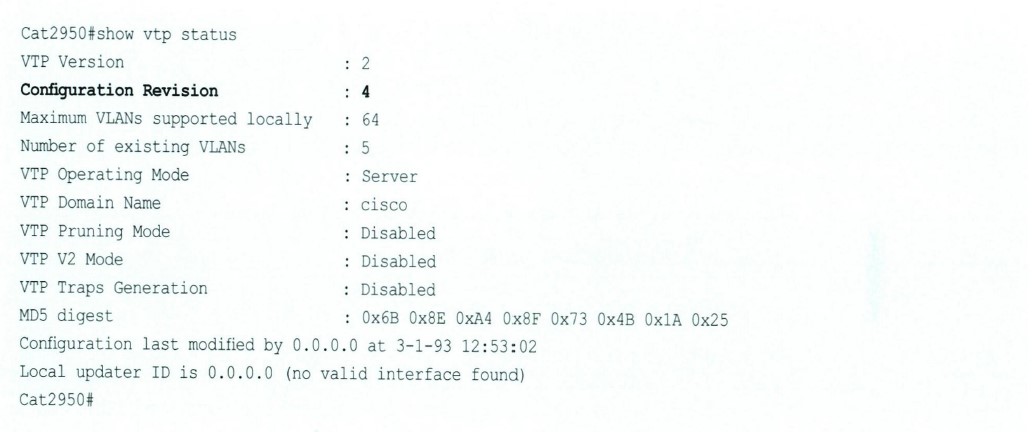 Cat2950#show vtp status
VTP Version : 2
Configuration Revision : 4
Maximum VLANs supported locally : 64
Number of existing VLANs : 5
VTP Operating Mode : Server
VTP Domain Name : cisco
VTP Pruning Mode : Disabled
VTP V2 Mode : Disabled
VTP Traps Generation : Disabled
MD5 digest : 0x6B 0x8E 0xA4 0x8F 0x73 0x4B 0x1A 0x25
Configuration last modified by 0.0.0.0 at 3-1-93 12:53:02
Local updater ID is 0.0.0.0 (no valid interface found)
Cat2950#